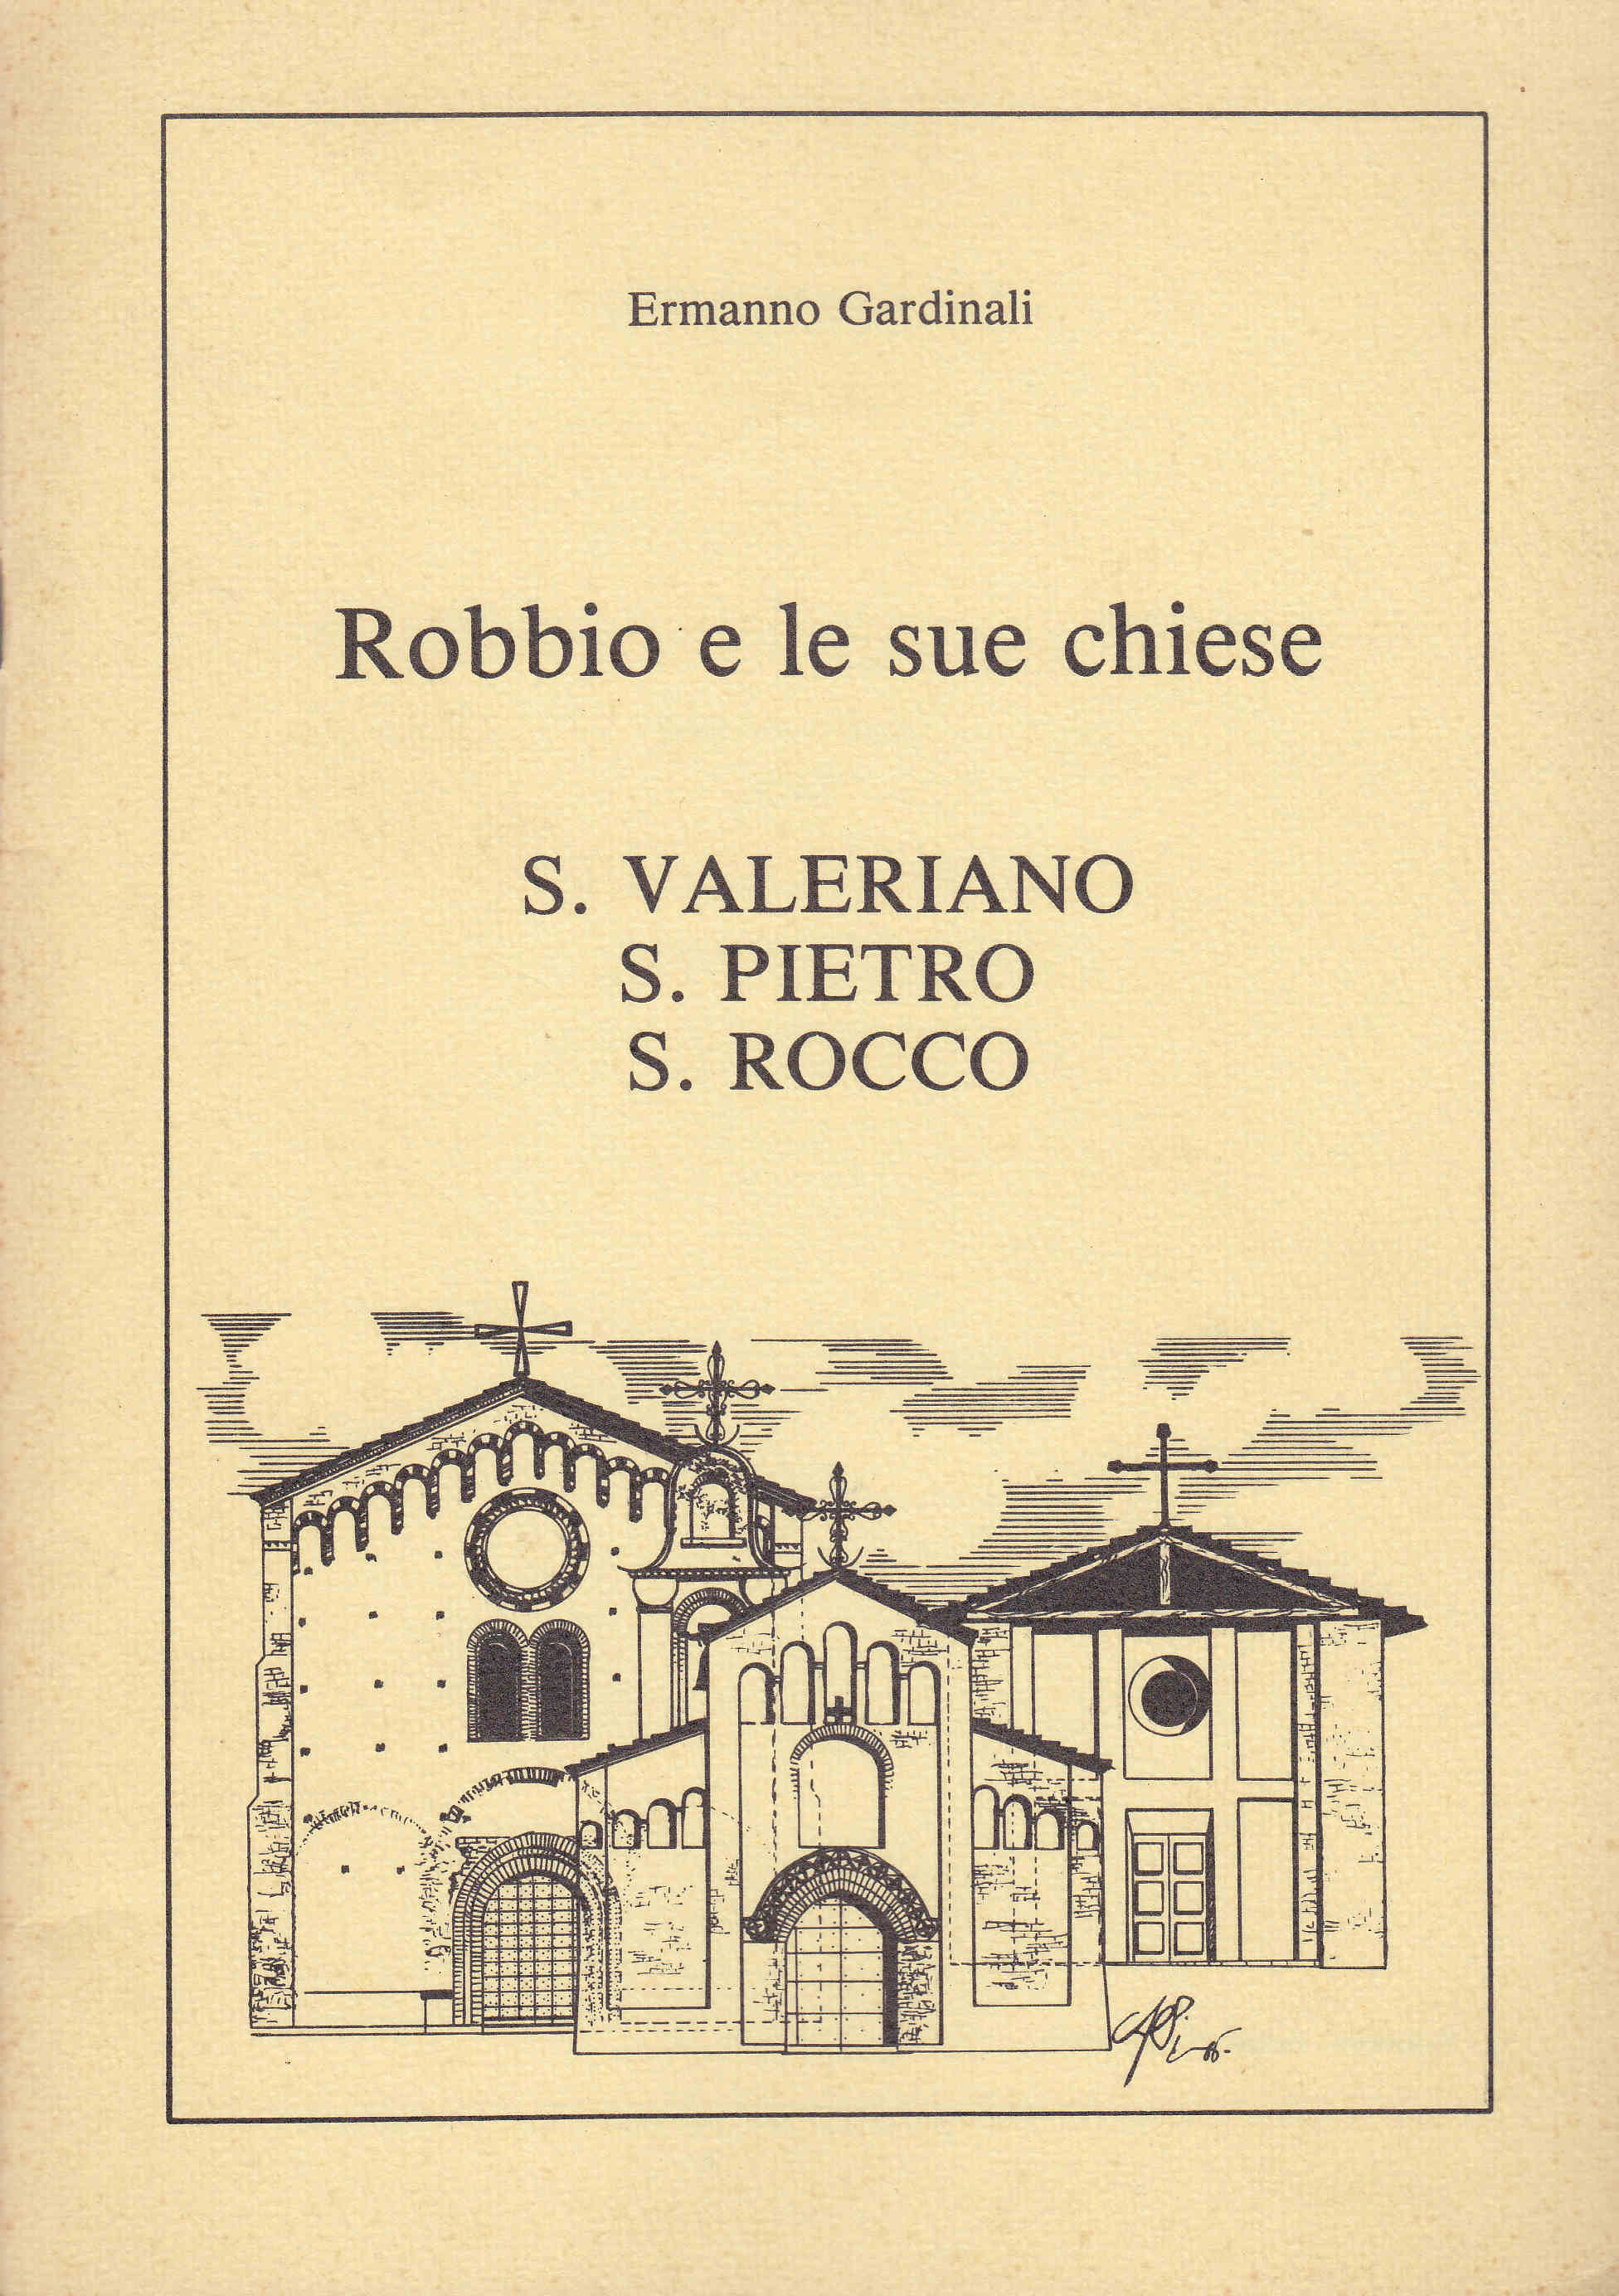 Ermanno Gardinali
Robbio e le sue chiese
S. VALERIANO
S. PIETRO
S. ROCCO